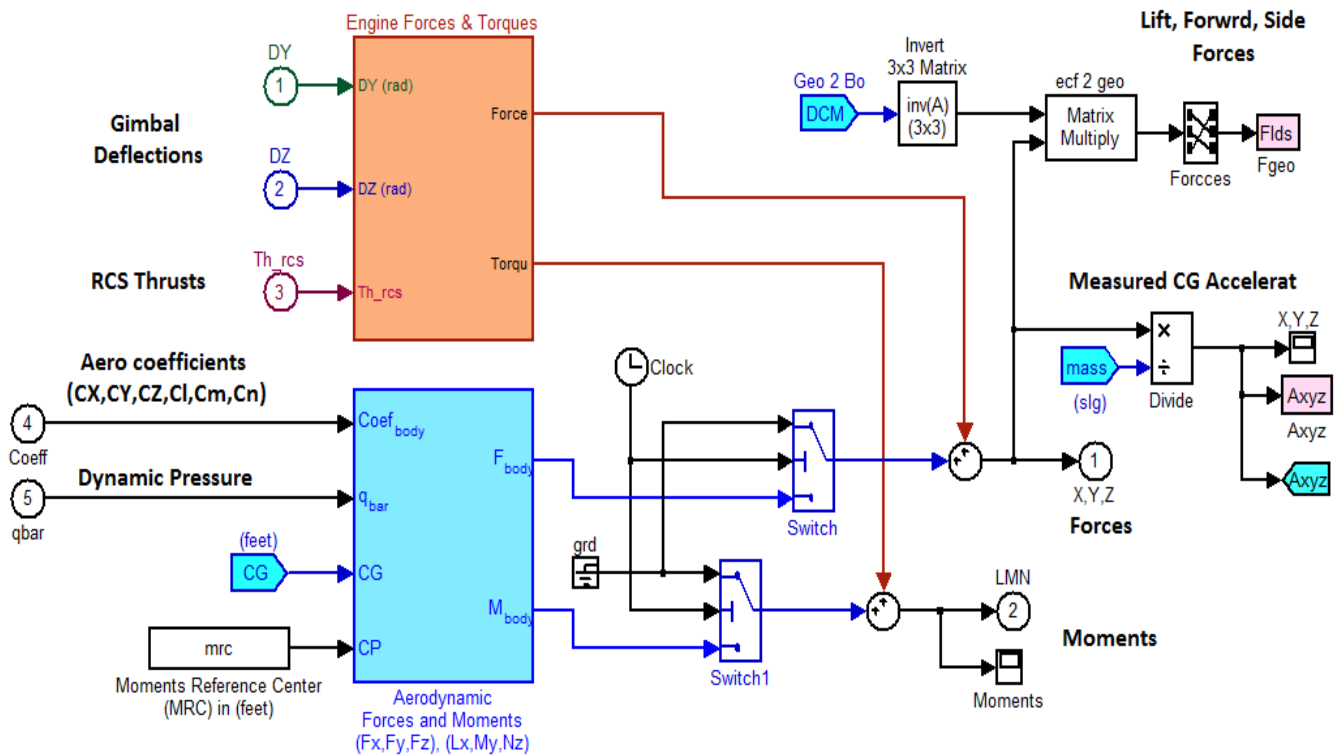 Engine Forces & Torques
DY
1
DY (rad)
Gimbal
Deflections
DZ
2
DZ (rad)
RCS Thrusts
Th_rcs
3
Th_rcs
Force
Torqu
Geo 2 Bo
DCM
Invert
3x3 Matrix
inv(A)
(3x3)
ecf 2 geo
Matrix
Multiply
Forcces
Lift, Forwrd, Side
Forces
Flds
Fgeo
Measured CG Accelerat
mass
(slg)
Divide
X,Y,Z
Axyz
Axyz
Axyz
Aero coefficients
(CX,CY,CZ,Cl,Cm,Cn)
4
Coeff
Coef body
Dynamic Pressure
5
qbar
q bar
(feet)
CG
CG
mrc
CP
Moments Reference Center
(MRC) in (feet)
F body
M body
Aerodynamic
Forces and Moments
(Fx,Fy,Fz), (Lx,My,Nz)
Clock
grd
Switch
Switch1
1
X,Y,Z
Forces
LMN
2
Moments
Moments